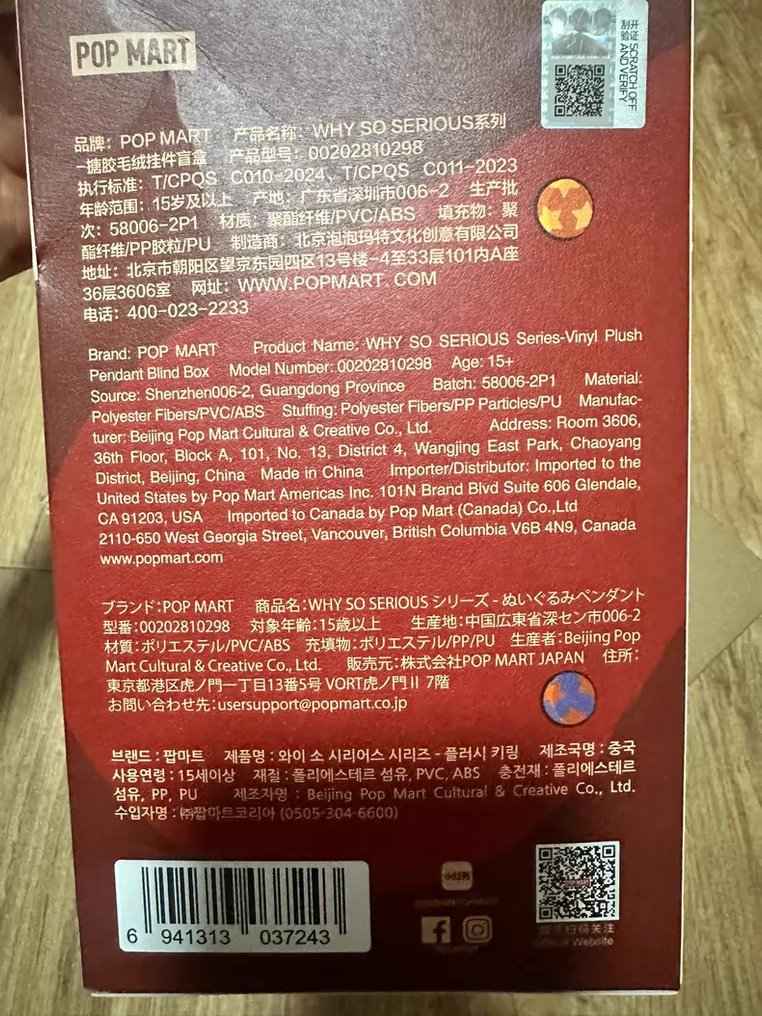 POP MART
开证 SCRATCH OFF
刮验 AND VERIFY
品牌：POP MART 产品名称：WHY SO SERIOUS系列
-搪胶毛绒挂件盲盒 产品型号：00202810298
执行标准：T/CPQS C010-2024、T/CPQS C011-2023
年龄范围：15岁及以上 产地：广东省深圳市006-2 生产批
次：58006-2P1 材质：聚酯纤维/PVC/ABS 填充物：聚
酯纤维/PP胶粒/PU 制造商：北京泡泡玛特文化创意有限公司
地址：北京市朝阳区望京东园四区13号楼-4至33层101内A座
36层3606室 网址：WWW.POPMART.COM
电话：400-023-2233
Brand: POP MART Product Name: WHY SO SERIOUS Series-Vinyl Plush
Pendant Blind Box Model Number: 00202810298 Age: 15+
Source: Shenzhen006-2, Guangdong Province Batch: 58006-2P1 Material:
Polyester Fibers/PVC/ABS Stuffing: Polyester Fibers/PP Particles/PU Manufac-
turer: Beijing Pop Mart Cultural & Creative Co., Ltd. Address: Room 3606,
36th Floor, Block A, 101, No. 13, District 4, Wangjing East Park, Chaoyang
District, Beijing, China Made in China Importer/Distributor: Imported to the
United States by Pop Mart Americas Inc. 101N Brand Blvd Suite 606 Glendale,
CA 91203, USA Imported to Canada by Pop Mart (Canada) Co.,Ltd
2110-650 West Georgia Street, Vancouver, British Columbia V6B 4N9, Canada
www.popmart.com
ブランド：POP MART 商品名：WHY SO SERIOUS シリーズ - ぬいぐるみペンダント
型番：00202810298 対象年齢：15歳以上 生産地：中国広東省深セン市006-2
材質：ポリエステル/PVC/ABS 充填物：ポリエステル/PP/PU 生産者：Beijing Pop
Mart Cultural & Creative Co., Ltd. 販売元：株式会社POP MART JAPAN 住所：
東京都港区虎ノ門一丁目13番5号 VORT虎ノ門Ⅱ 7階
お問い合わせ先：usersupport@popmart.co.jp
브랜드 : 팝마트 제품명 : 와이 소 시리어스 시리즈 - 플러시 키링 제조국명 : 중국
사용연령 : 15세이상 재질 : 폴리에스테르 섬유, PVC, ABS 충전재 : 폴리에스테르
섬유, PP, PU 제조자명 : Beijing Pop Mart Cultural & Creative Co., Ltd.
수입자명 : ㈜팝마트코리아 (0505-304-6600)
6 941313 037243
小红书
官方扫码关注
Official Website